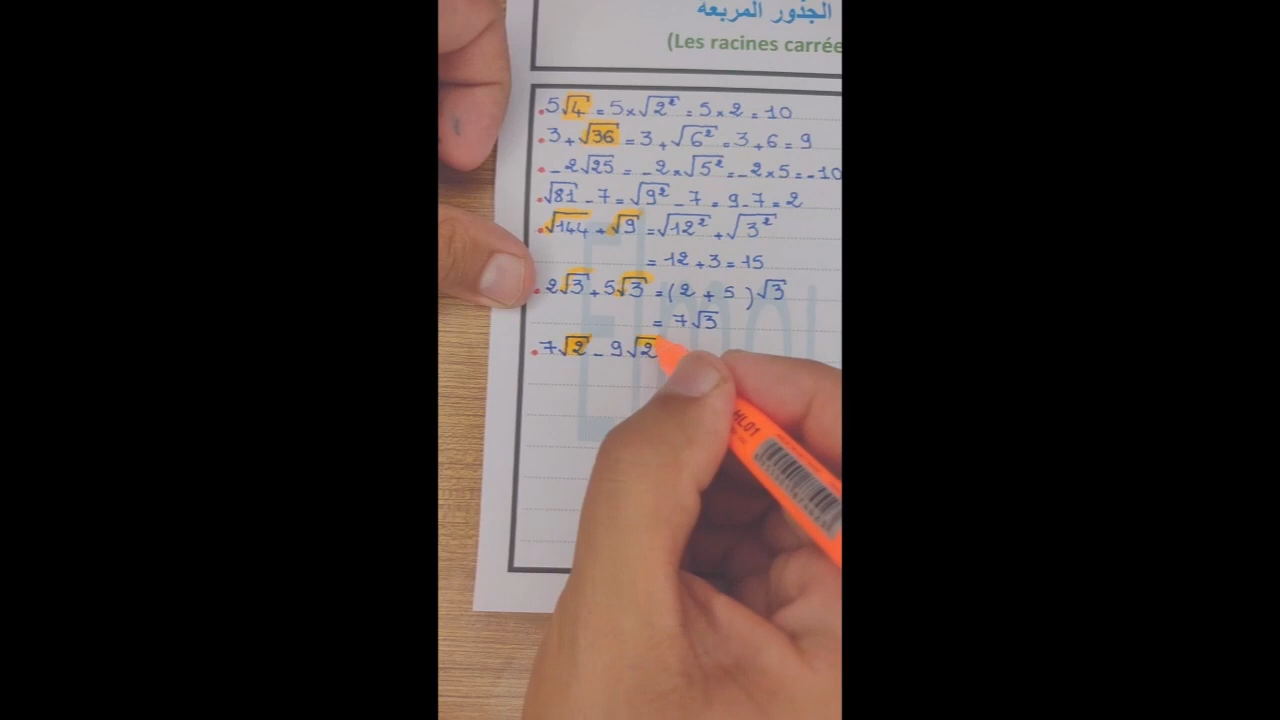 الجذور المربعة
(Les racines carrée
. 5√4 = 5×√2² = 5×2 = 10
. 3+√36 = 3+√6² = 3+6 = 9
. -2√25 = -2×√5² = -2×5 = -10
. √81 - 7 = √9² - 7 = 9-7 = 2
. √144 + √9 = √12² + √3²
= 12+3 = 15
. 2√3 + 5√3 = (2 + 5)√3
= 7√3
. 7√2 - 9√2
HL01